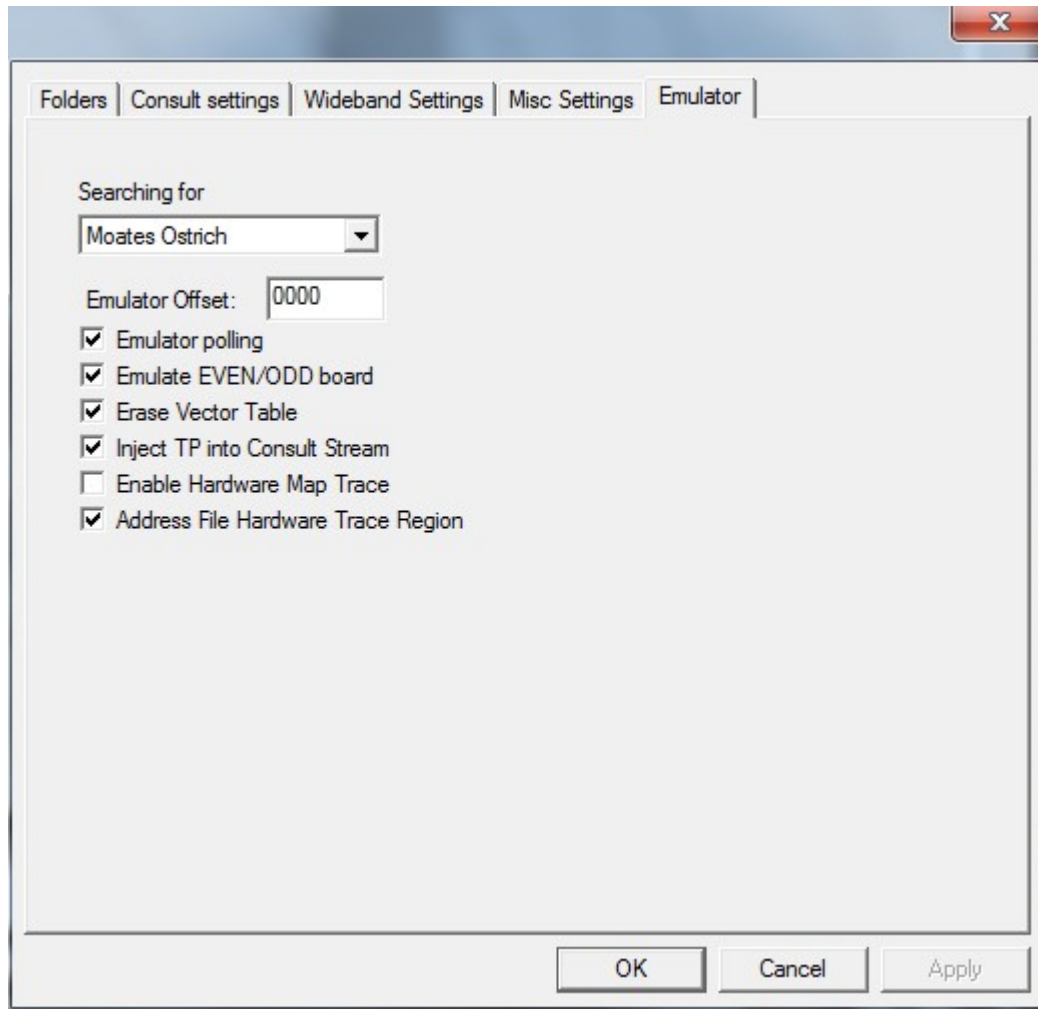 Folders Consult settings Wideband Settings Misc Settings Emulator
Searching for
Moates Ostrich
Emulator Offset: 0000
Emulator polling
Emulate EVEN/ODD board
Erase Vector Table
Inject TP into Consult Stream
Enable Hardware Map Trace
Address File Hardware Trace Region
OK Cancel Apply